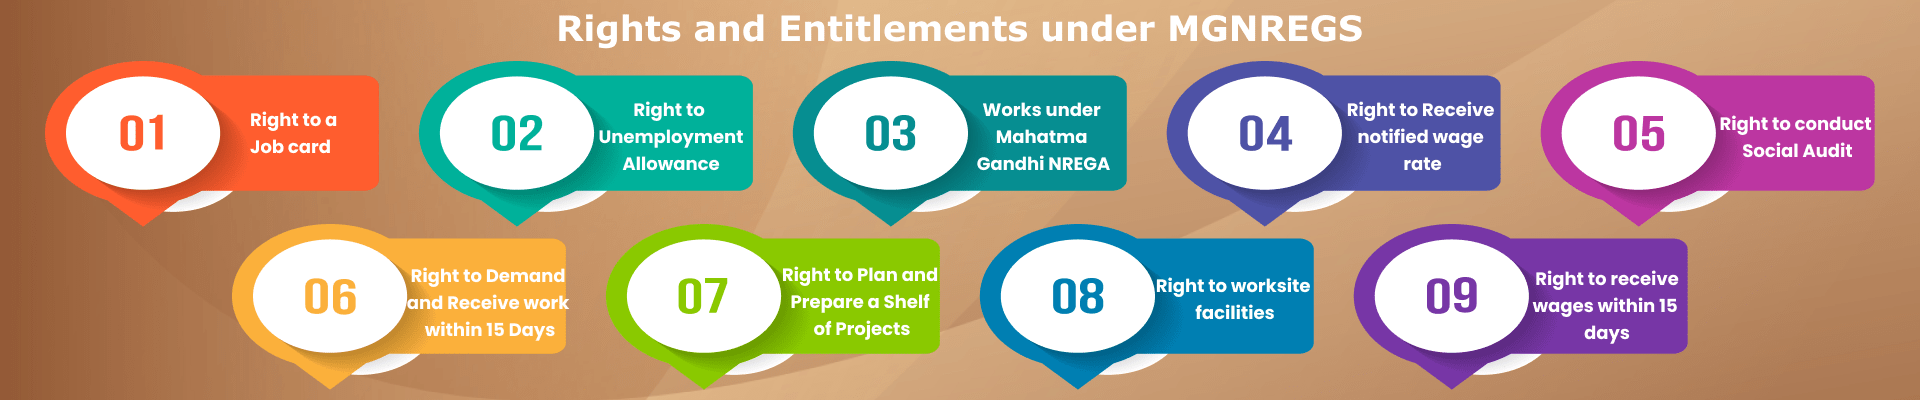 Rights and Entitlements under MGNREGS
01
Right to a
Job card
02
Right to
Unemployment
Allowance
03
Works under
Mahatma
Gandhi NREGA
04
Right to Receive
notified wage
rate
05
Right to conduct
Social Audit
06
Right to Demand
and Receive work
within 15 Days
07
Right to Plan and
Prepare a Shelf
of Projects
08
Right to worksite
facilities
09
Right to receive
wages within 15
days